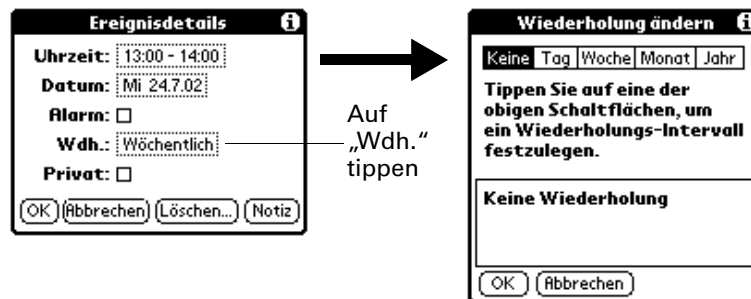 Ereignisdetails
Uhrzeit: 13:00 - 14:00
Datum: Mi 24.7.02
Alarm:
Wdh.: Wöchentlich
Privat:
OK Abbrechen Löschen... Notiz
Auf
„Wdh.“
tippen
Wiederholung ändern
Keine Tag Woche Monat Jahr
Tippen Sie auf eine der
obigen Schaltflächen, um
ein Wiederholungs-Intervall
festzulegen.
Keine Wiederholung
OK Abbrechen